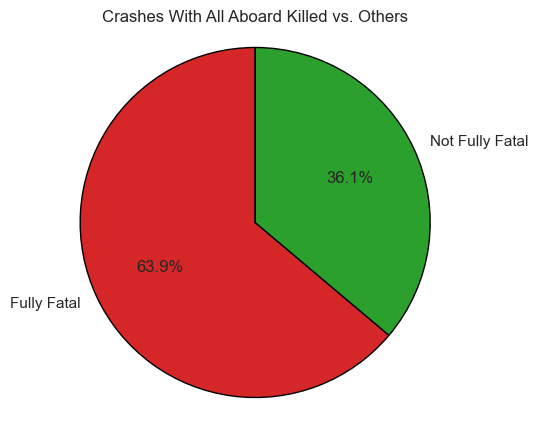 Crashes With All Aboard Killed vs. Others
Not Fully Fatal
36.1%
63.9%
Fully Fatal